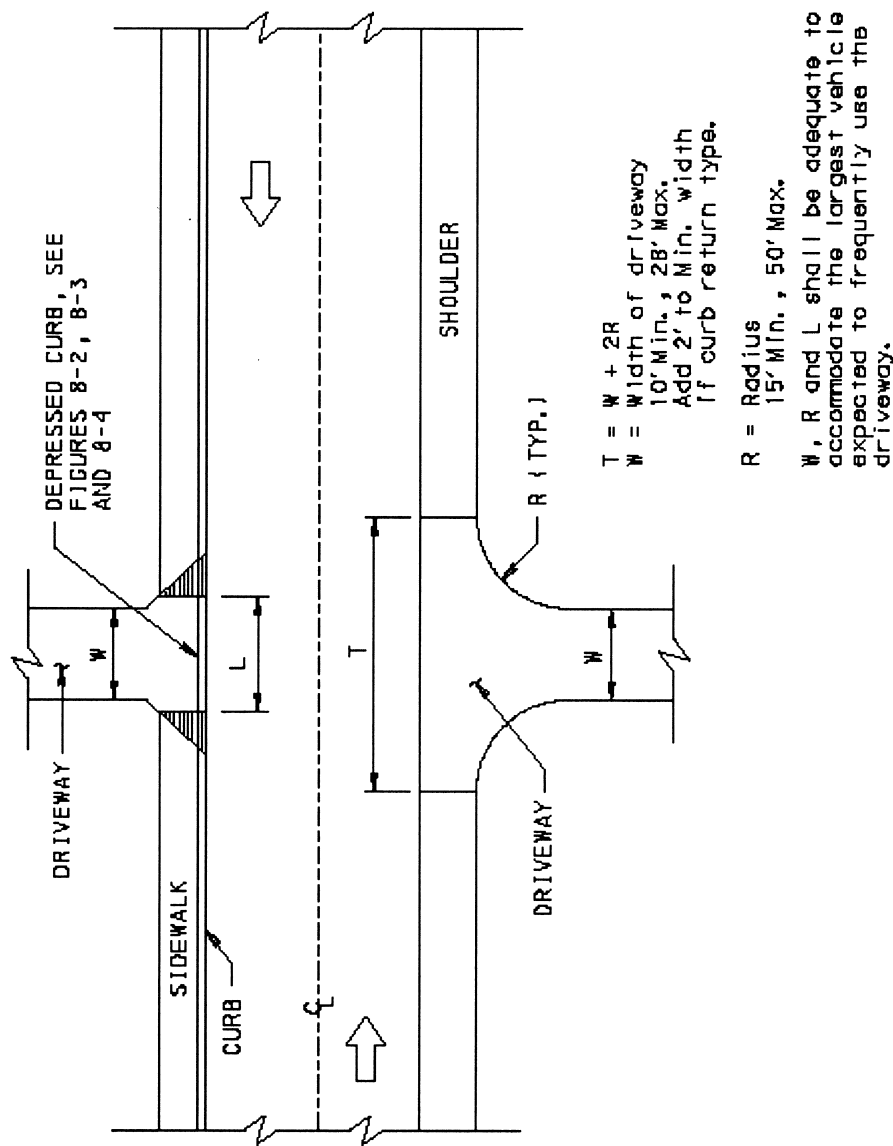 DRIVEWAY
DEPRESSED CURB, SEE
FIGURES 8-2, 8-3
AND 8-4
W
SIDEWALK
CURB
L
℄
T
SHOULDER
R (TYP.)
DRIVEWAY
W
T = W + 2R
W = Width of driveway
10' Min., 28' Max.
Add 2' to Min. width
If curb return type.
R = Radius
15' Min., 50' Max.
W, R and L shall be adequate to
accommodate the largest vehicle
expected to frequently use the
driveway.